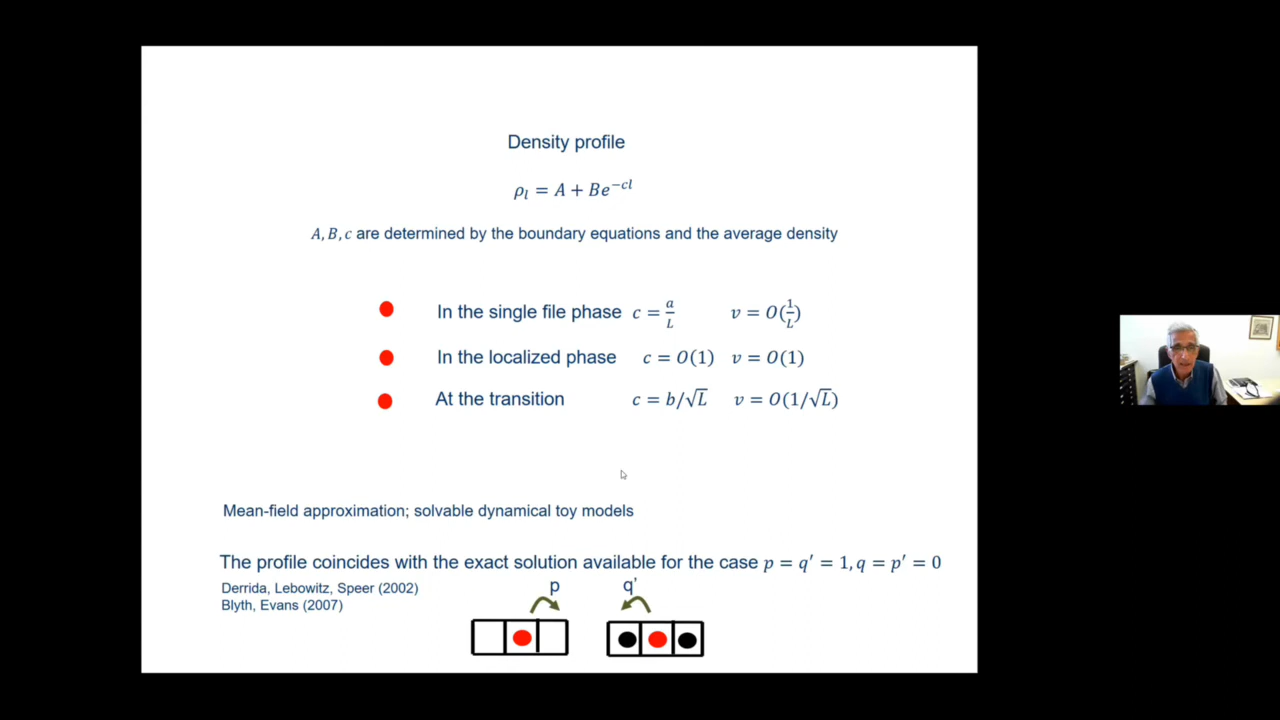 Density profile
ρₗ = A + Be⁻ᶜˡ
A, B, c are determined by the boundary equations and the average density
In the single file phase c = a/L v = O(1/L)
In the localized phase c = O(1) v = O(1)
At the transition c = b/√L v = O(1/√L)
Mean-field approximation; solvable dynamical toy models
The profile coincides with the exact solution available for the case p = q′ = 1, q = p′ = 0
Derrida, Lebowitz, Speer (2002)
Blyth, Evans (2007)
p q'